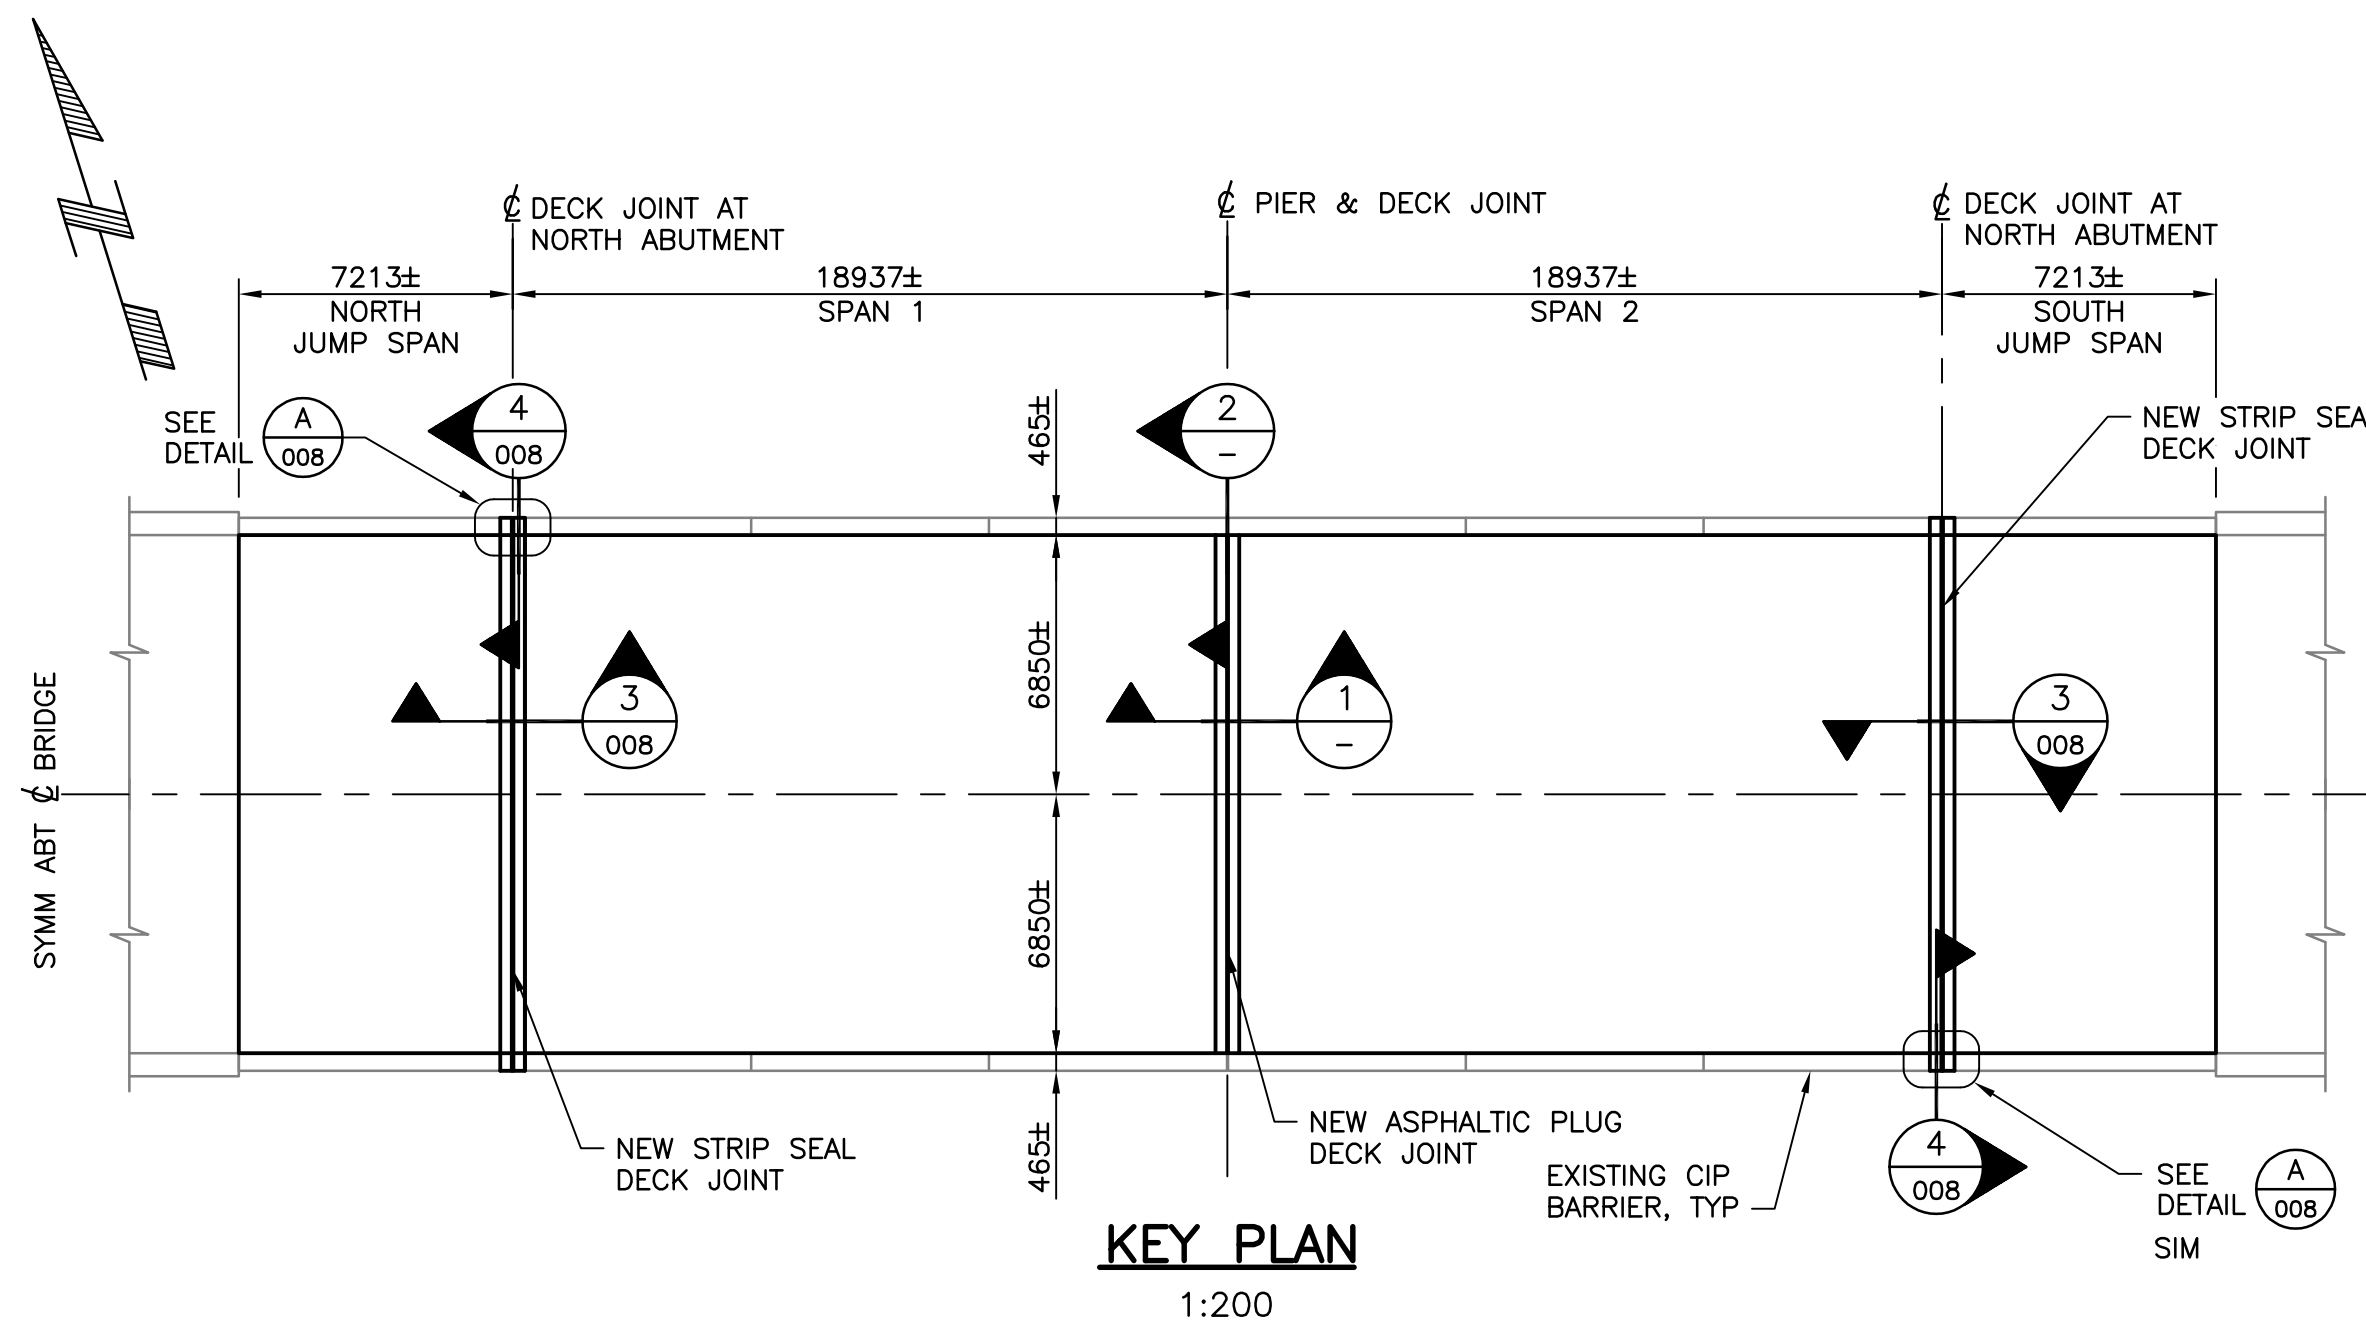 ℄ DECK JOINT AT
NORTH ABUTMENT
℄ PIER & DECK JOINT
℄ DECK JOINT AT
NORTH ABUTMENT
7213±
NORTH
JUMP SPAN
18937±
SPAN 1
18937±
SPAN 2
7213±
SOUTH
JUMP SPAN
SEE
DETAIL
A
008
4
008
2
-
465±
NEW STRIP SEA
DECK JOINT
6850±
3
008
1
-
3
008
SYMM ABT ℄ BRIDGE
6850±
465±
NEW STRIP SEAL
DECK JOINT
NEW ASPHALTIC PLUG
DECK JOINT
EXISTING CIP
BARRIER, TYP
4
008
SEE
DETAIL
A
008
SIM
KEY PLAN
1:200